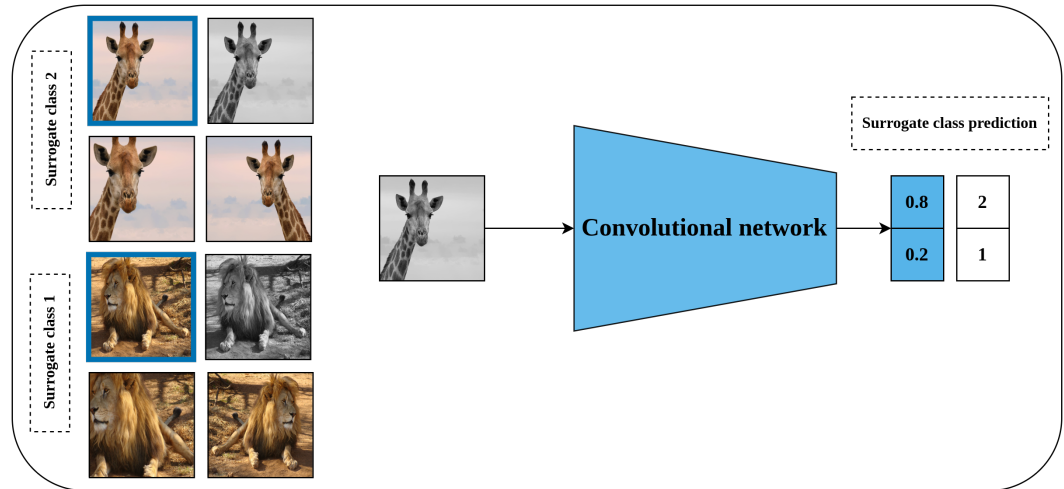 Surrogate class 2
Surrogate class 1
Convolutional network
Surrogate class prediction
0.8 2
0.2 1